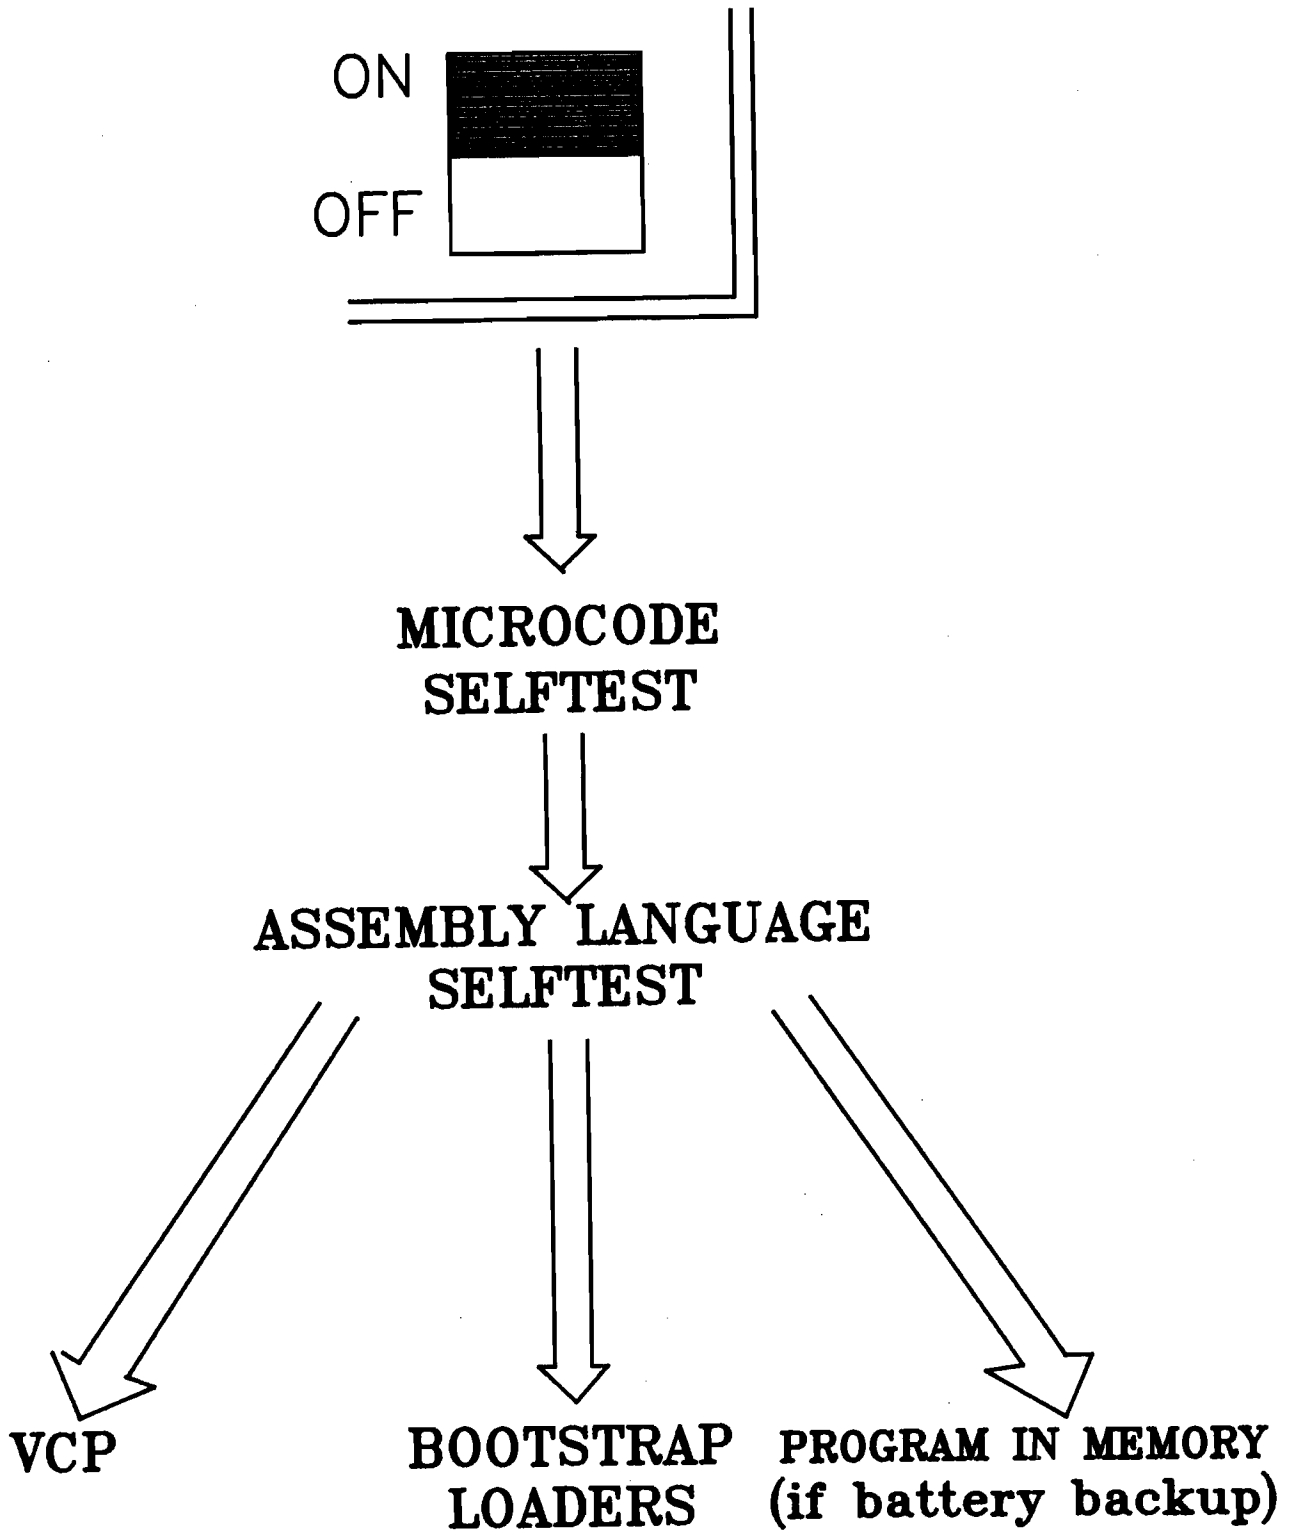 ON
OFF
MICROCODE
SELFTEST
ASSEMBLY LANGUAGE
SELFTEST
VCP
BOOTSTRAP
LOADERS
PROGRAM IN MEMORY
(if battery backup)